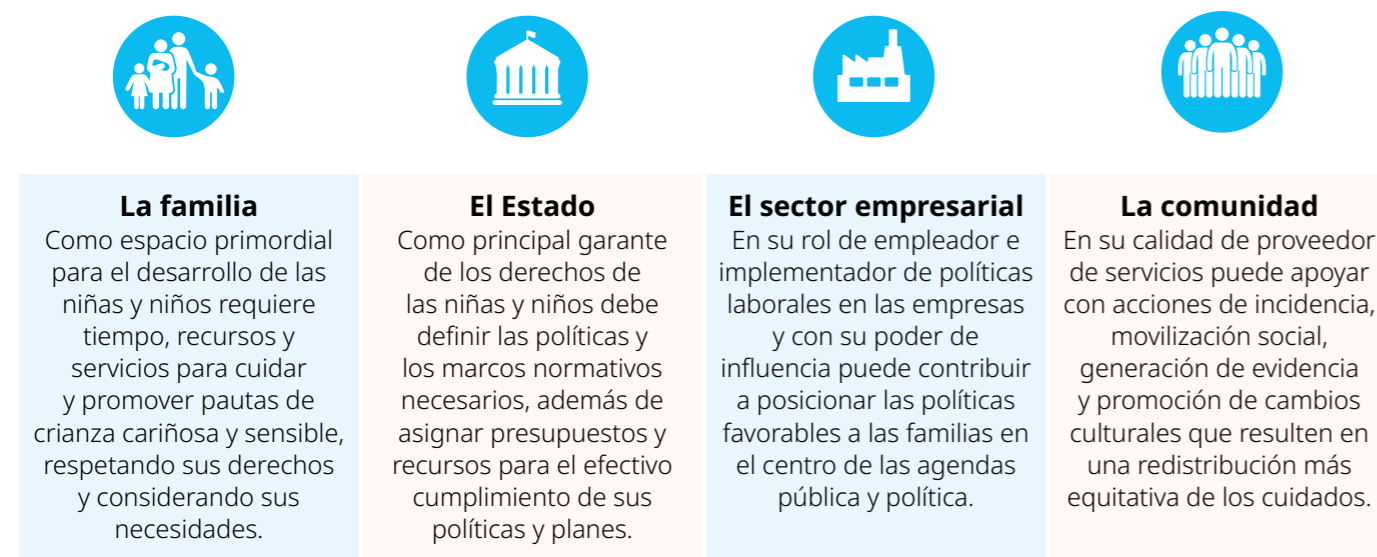 La familia
Como espacio primordial
para el desarrollo de las
niñas y niños requiere
tiempo, recursos y
servicios para cuidar
y promover pautas de
crianza cariñosa y sensible,
respetando sus derechos
y considerando sus
necesidades.
El Estado
Como principal garante
de los derechos de
las niñas y niños debe
definir las políticas y
los marcos normativos
necesarios, además de
asignar presupuestos y
recursos para el efectivo
cumplimiento de sus
políticas y planes.
El sector empresarial
En su rol de empleador e
implementador de políticas
laborales en las empresas
y con su poder de
influencia puede contribuir
a posicionar las políticas
favorables a las familias en
el centro de las agendas
pública y política.
La comunidad
En su calidad de proveedor
de servicios puede apoyar
con acciones de incidencia,
movilización social,
generación de evidencia
y promoción de cambios
culturales que resulten en
una redistribución más
equitativa de los cuidados.